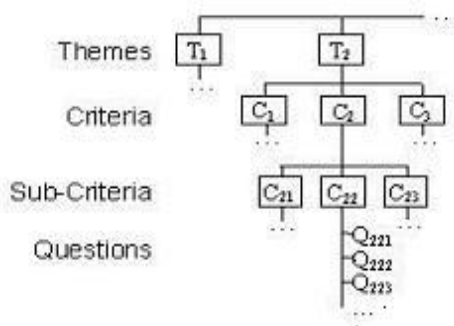 Themes T₁ T₂ ...
...
Criteria C₁ C₂ C₃
... ...
Sub-Criteria C₂₁ C₂₂ C₂₃
... ...
Questions Q₂₂₁
Q₂₂₂
Q₂₂₃
...